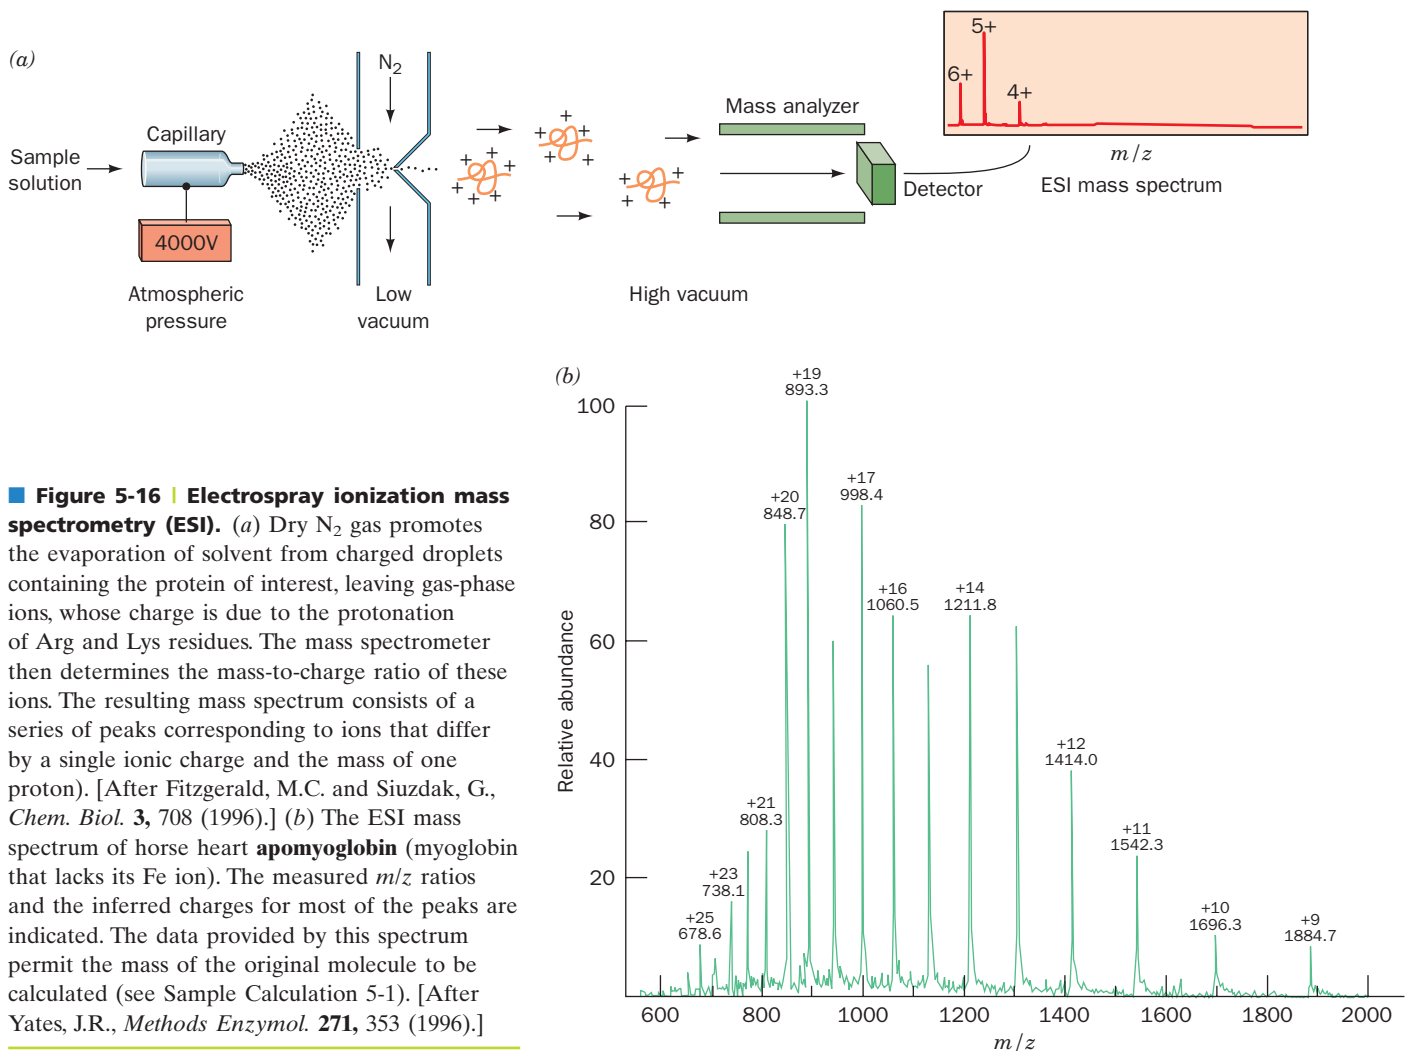 (a)
Sample
solution
Capillary
4000V
Atmospheric
pressure
N2
Low
vacuum
+ + + + + +
+ + + + + +
+ + + + +
High vacuum
Mass analyzer
Detector
6+
5+
4+
m/z
ESI mass spectrum
■ Figure 5-16 | Electrospray ionization mass
spectrometry (ESI). (a) Dry N2 gas promotes
the evaporation of solvent from charged droplets
containing the protein of interest, leaving gas-phase
ions, whose charge is due to the protonation
of Arg and Lys residues. The mass spectrometer
then determines the mass-to-charge ratio of these
ions. The resulting mass spectrum consists of a
series of peaks corresponding to ions that differ
by a single ionic charge and the mass of one
proton). [After Fitzgerald, M.C. and Siuzdak, G.,
Chem. Biol. 3, 708 (1996).] (b) The ESI mass
spectrum of horse heart apomyoglobin (myoglobin
that lacks its Fe ion). The measured m/z ratios
and the inferred charges for most of the peaks are
indicated. The data provided by this spectrum
permit the mass of the original molecule to be
calculated (see Sample Calculation 5-1). [After
Yates, J.R., Methods Enzymol. 271, 353 (1996).]
(b)
Relative abundance
100
80
60
40
20
+25
678.6
+23
738.1
+21
808.3
+20
848.7
+19
893.3
+17
998.4
+16
1060.5
+14
1211.8
+12
1414.0
+11
1542.3
+10
1696.3
+9
1884.7
600 800 1000 1200 1400 1600 1800 2000
m/z